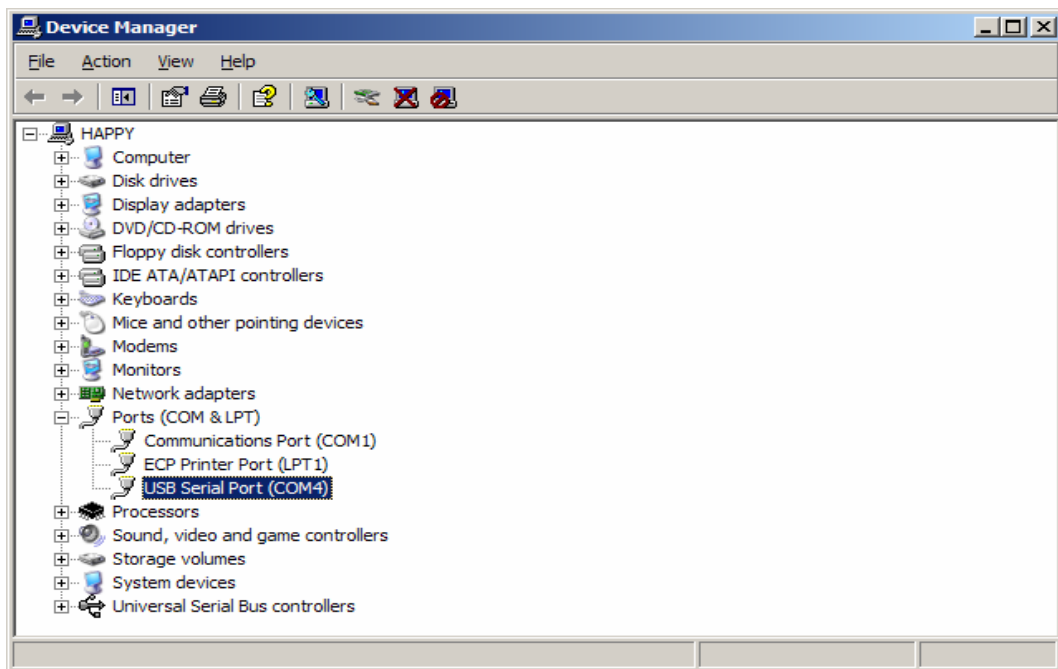 Device Manager
File Action View Help
HAPPY
Computer
Disk drives
Display adapters
DVD/CD-ROM drives
Floppy disk controllers
IDE ATA/ATAPI controllers
Keyboards
Mice and other pointing devices
Modems
Monitors
Network adapters
Ports (COM & LPT)
Communications Port (COM1)
ECP Printer Port (LPT1)
USB Serial Port (COM4)
Processors
Sound, video and game controllers
Storage volumes
System devices
Universal Serial Bus controllers